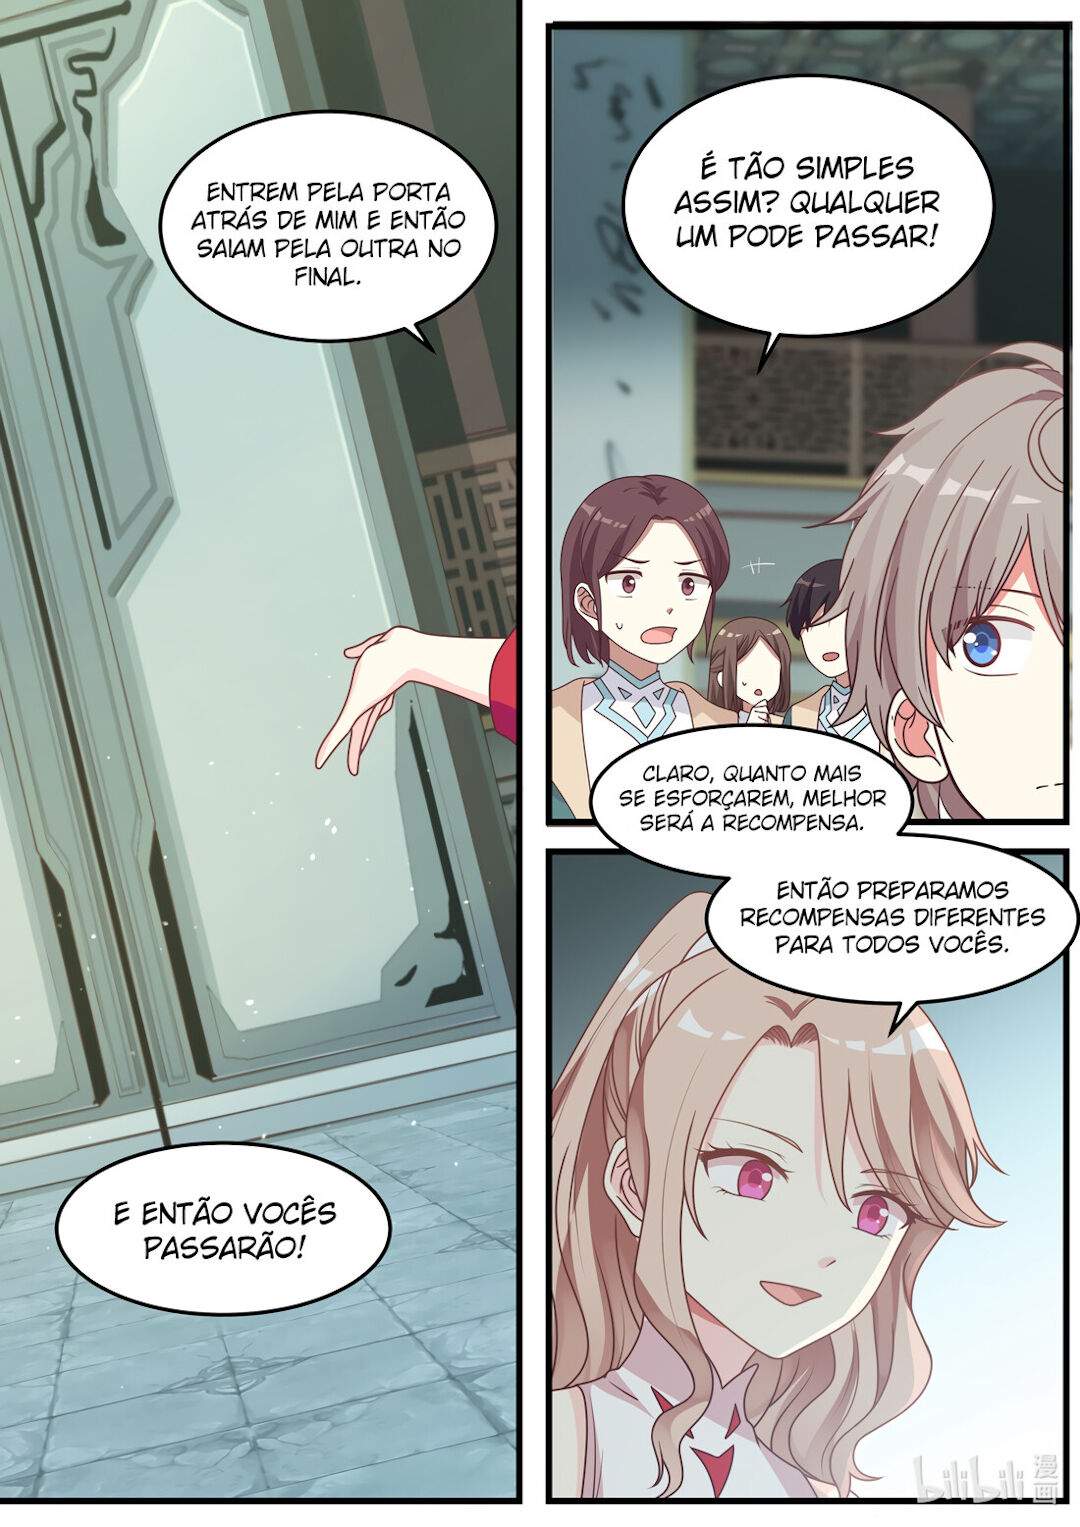 ENTREM PELA PORTA
ATRÁS DE MIM E ENTÃO
SAIAM PELA OUTRA NO
FINAL.
E ENTÃO VOCÊS
PASSARÃO!
É TÃO SIMPLES
ASSIM? QUALQUER
UM PODE PASSAR!
CLARO, QUANTO MAIS
SE ESFORÇAREM, MELHOR
SERÁ A RECOMPENSA.
ENTÃO PREPARAMOS
RECOMPENSAS DIFERENTES
PARA TODOS VOCÊS.
bilibili 漫画